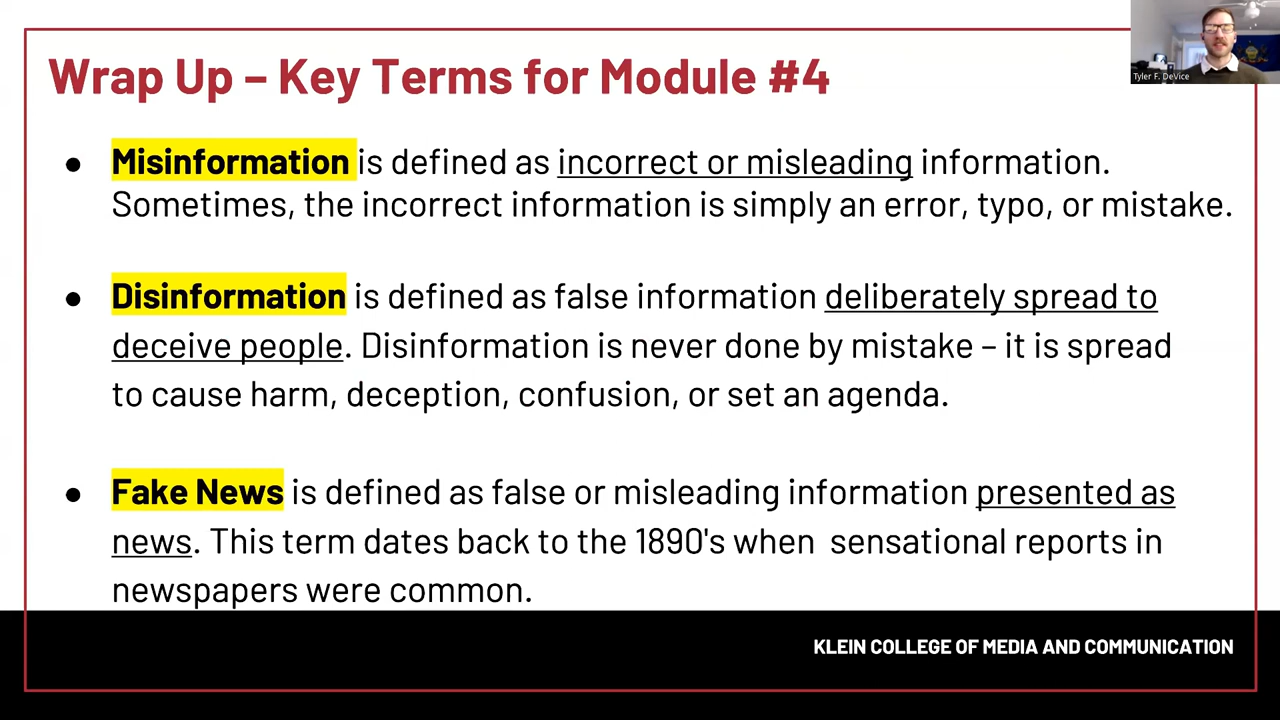 Wrap Up – Key Terms for Module #4
Tyler F. DeVice
● Misinformation is defined as incorrect or misleading information.
Sometimes, the incorrect information is simply an error, typo, or mistake.
● Disinformation is defined as false information deliberately spread to
deceive people. Disinformation is never done by mistake – it is spread
to cause harm, deception, confusion, or set an agenda.
● Fake News is defined as false or misleading information presented as
news. This term dates back to the 1890's when  sensational reports in
newspapers were common.
KLEIN COLLEGE OF MEDIA AND COMMUNICATION